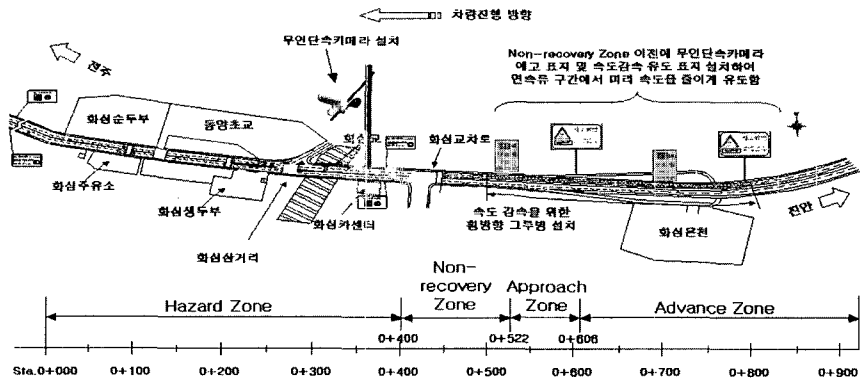 차량진행 방향
무인단속카메라 설치
전주
Non-recovery Zone 이전에 무인단속카메라
예고 표지 및 속도감속 유도 표지 설치하여
연속류 구간에서 미리 속도를 줄이게 유도함
화심순두부
동양초교
화심교
화심교차로
화심주유소
화심생두부
화심삼거리
화심카센터
속도 감속을 위한
횡방향 그루빙 설치
화심온천
진안
Hazard Zone
Non-
recovery
Zone
Approach
Zone
Advance Zone
0+400
0+522
0+606
Sta.0+000
0+100
0+200
0+300
0+400
0+500
0+600
0+700
0+800
0+900